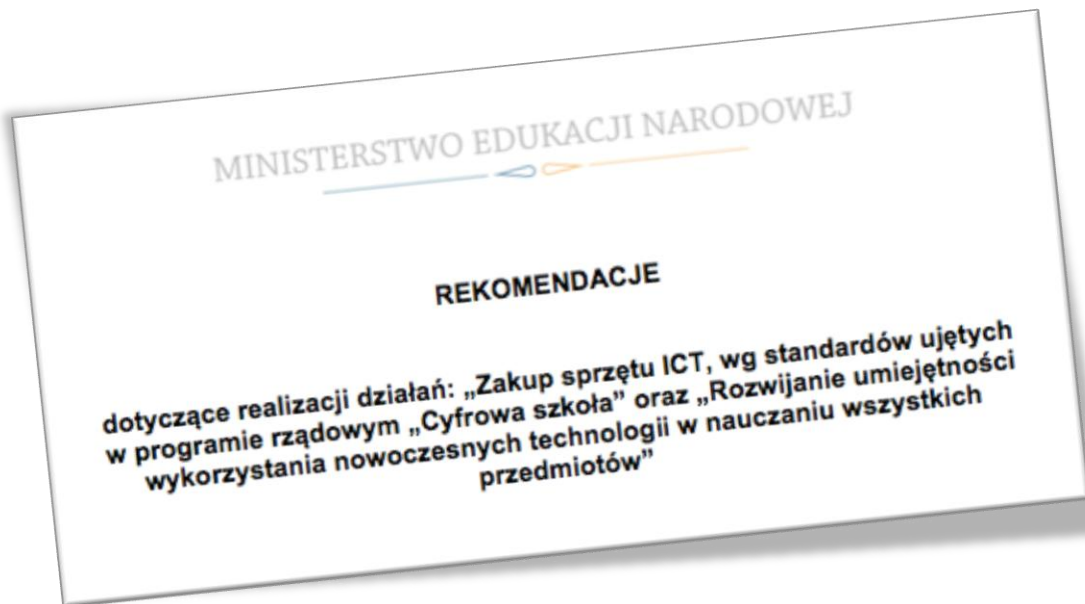 MINISTERSTWO EDUKACJI NARODOWEJ
REKOMENDACJE
dotyczące realizacji działań: „Zakup sprzętu ICT, wg standardów ujętych
w programie rządowym „Cyfrowa szkoła” oraz „Rozwijanie umiejętności
wykorzystania nowoczesnych technologii w nauczaniu wszystkich
przedmiotów”